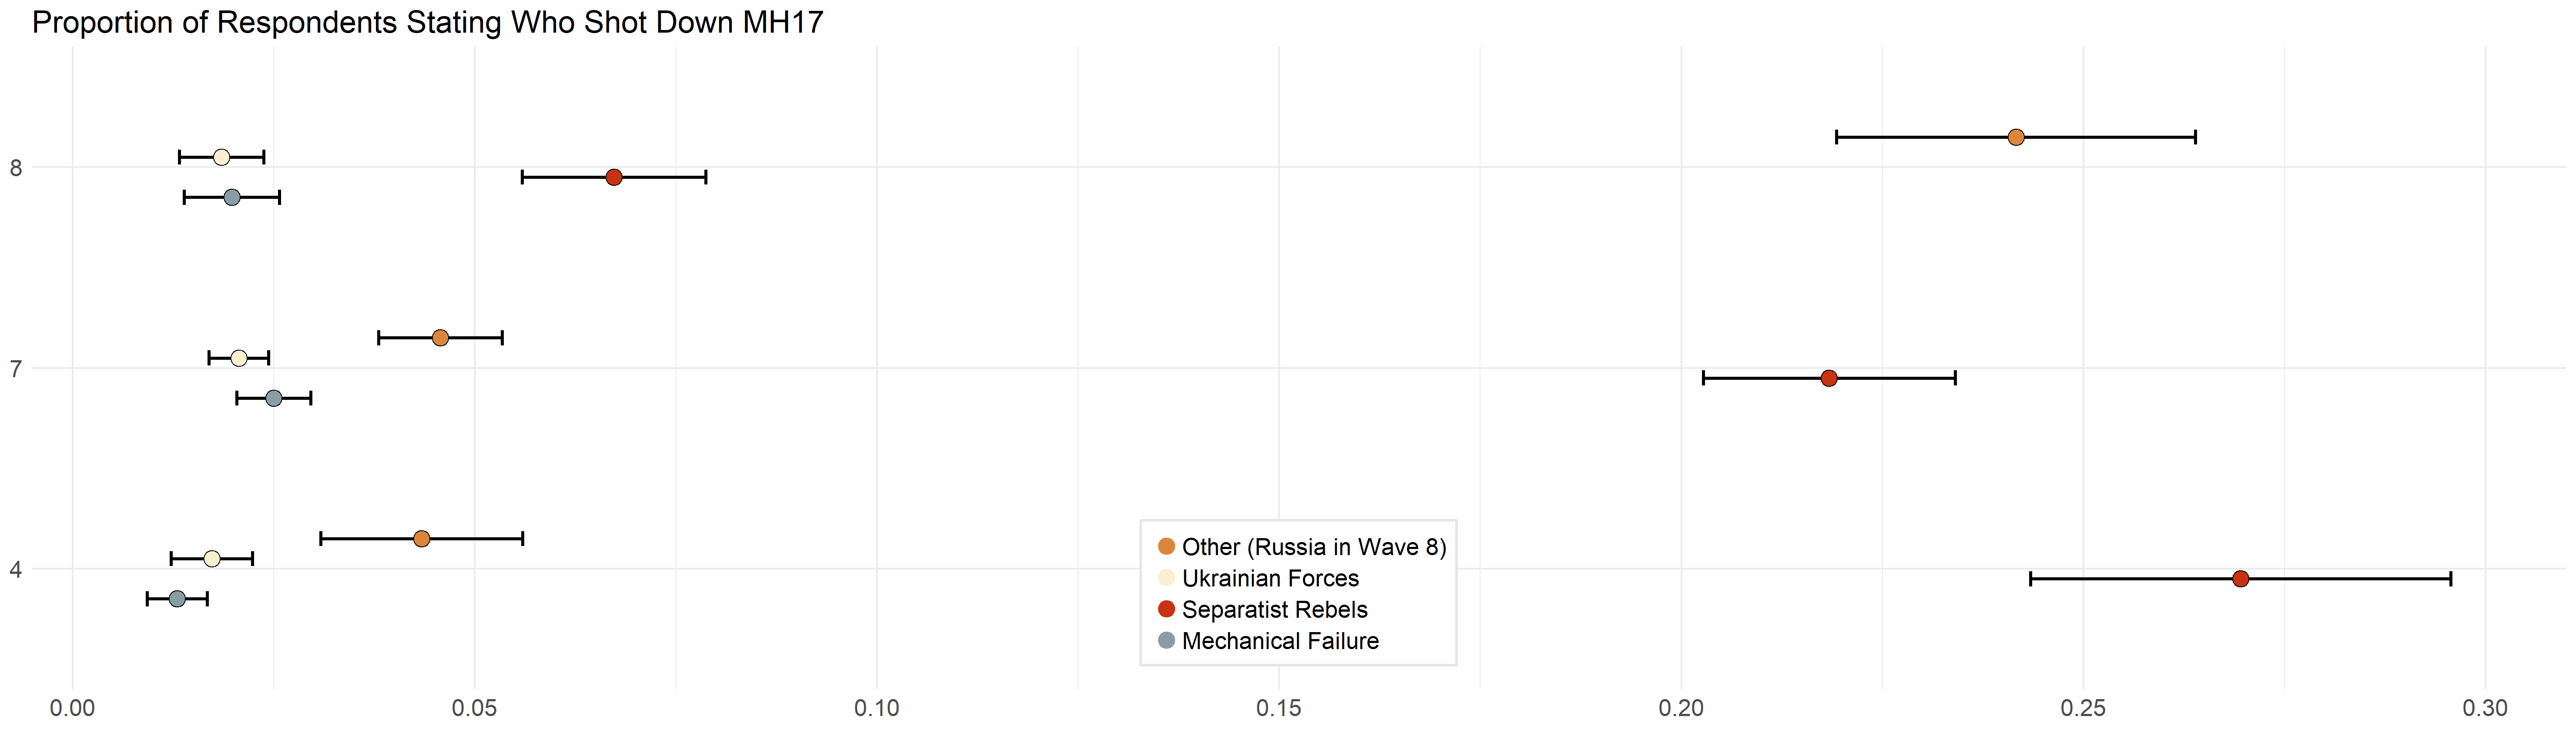 Proportion of Respondents Stating Who Shot Down MH17
8
7
4
Other (Russia in Wave 8)
Ukrainian Forces
Separatist Rebels
Mechanical Failure
0.00 0.05 0.10 0.15 0.20 0.25 0.30